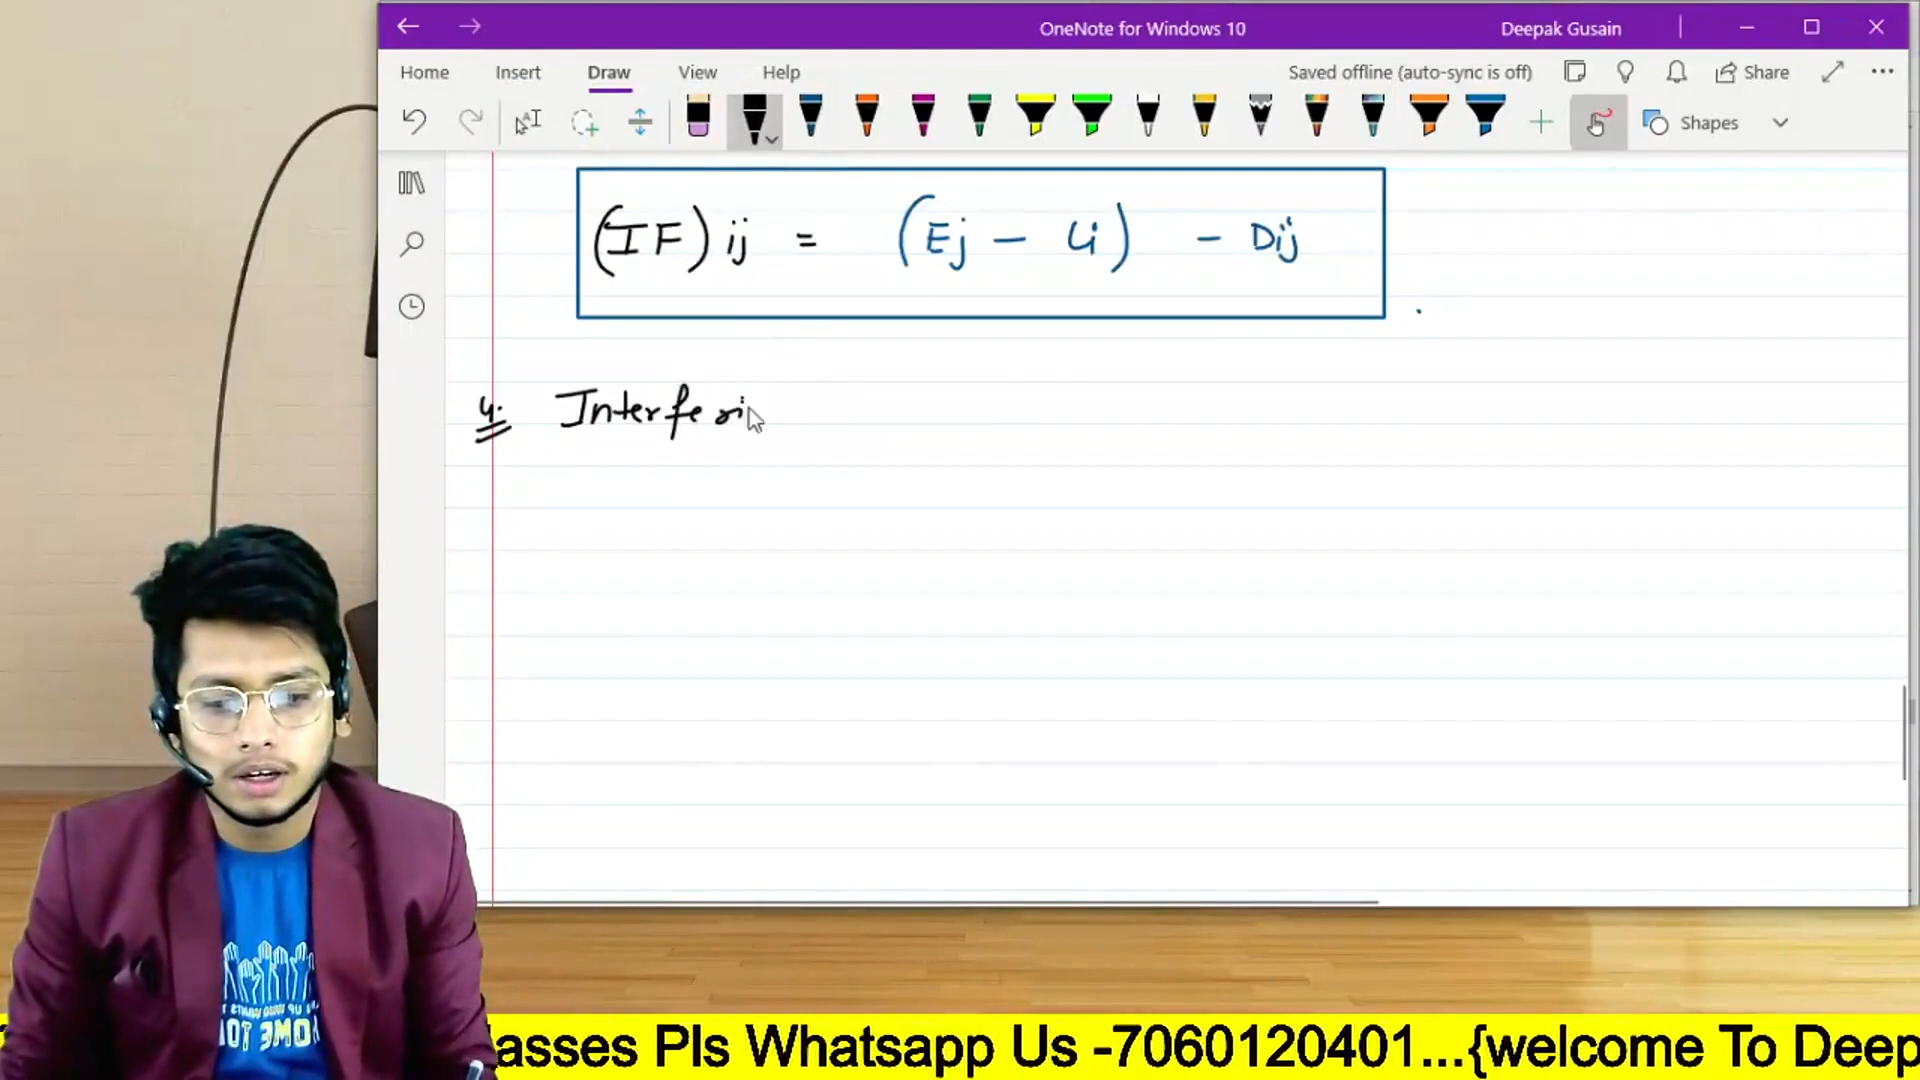 OneNote for Windows 10
Deepak Gusain
Home
Insert
Draw
View
Help
Saved offline (auto-sync is off)
Share
Shapes
(IF)ij = (Ej - Li) - Dij
4. Interferi
asses Pls Whatsapp Us -7060120401...{welcome To Deep